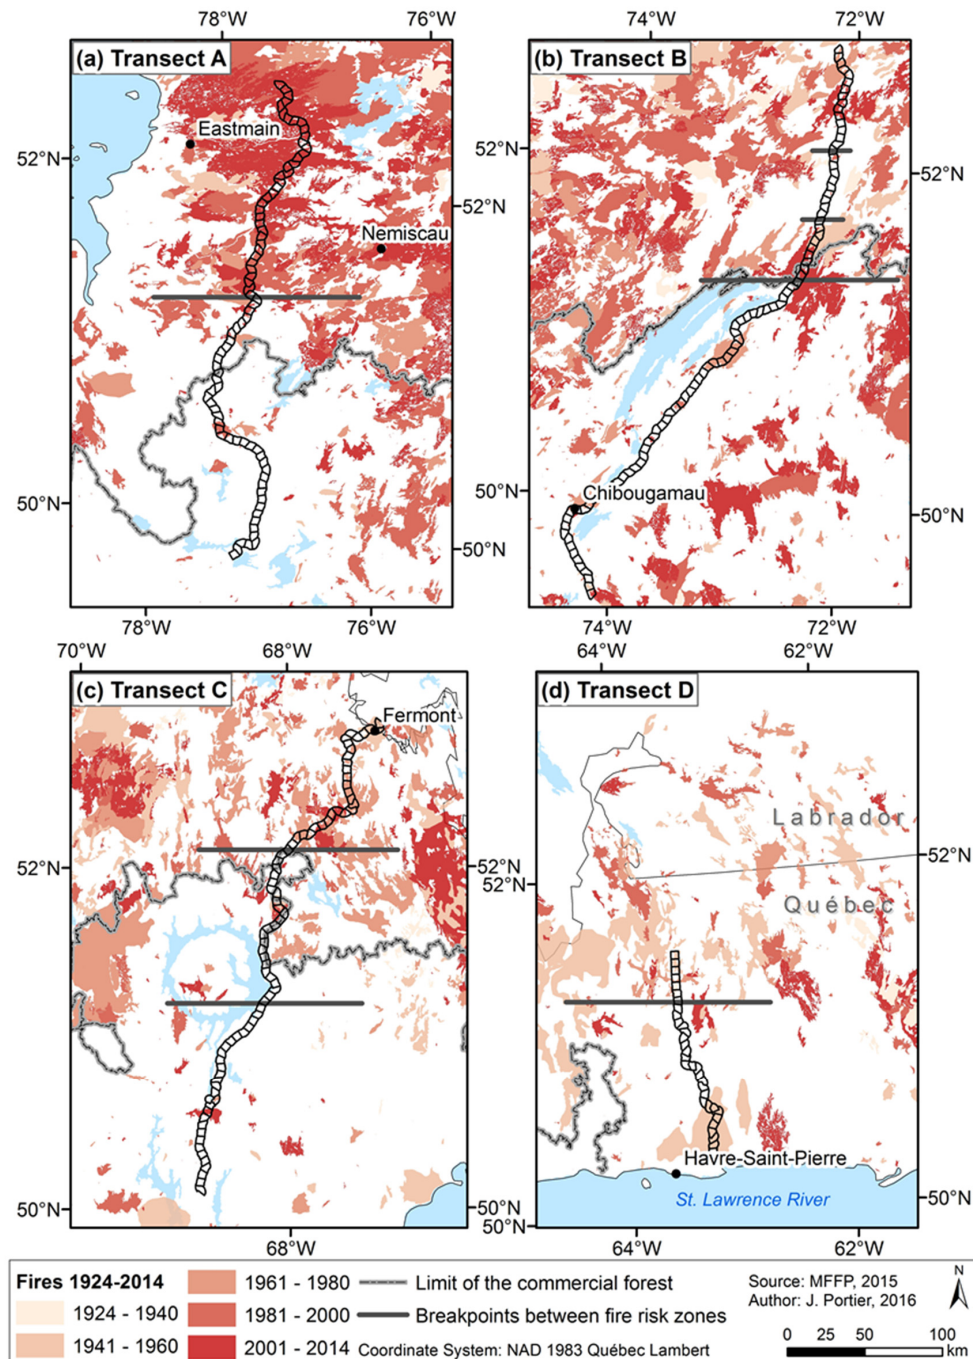 78°W
76°W
(a) Transect A
Eastmain
52°N
52°N
Nemiscau
50°N
50°N
78°W
76°W
74°W
72°W
(b) Transect B
52°N
52°N
50°N
Chibougamau
50°N
74°W
72°W
70°W
68°W
(c) Transect C
Fermont
52°N
52°N
50°N
50°N
68°W
64°W
62°W
(d) Transect D
Labrador
52°N
52°N
Québec
Havre-Saint-Pierre
St. Lawrence River
50°N
50°N
64°W
62°W
Fires 1924-2014
1924 - 1940
1941 - 1960
1961 - 1980
1981 - 2000
2001 - 2014
Limit of the commercial forest
Breakpoints between fire risk zones
Coordinate System: NAD 1983 Québec Lambert
Source: MFFP, 2015
Author: J. Portier, 2016
N
0 25 50 100
km